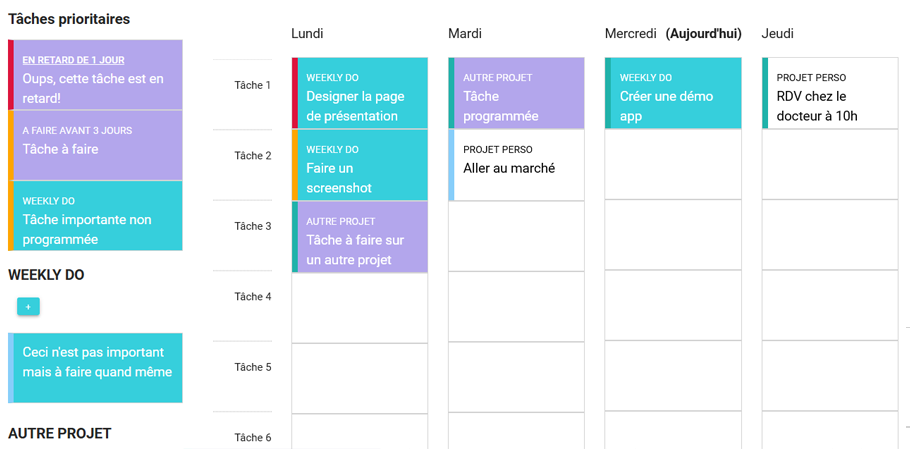 Tâches prioritaires
EN RETARD DE 1 JOUR
Oups, cette tâche est en
retard!
A FAIRE AVANT 3 JOURS
Tâche à faire
WEEKLY DO
Tâche importante non
programmée
WEEKLY DO
+
Ceci n'est pas important
mais à faire quand même
AUTRE PROJET
Tâche 1
Tâche 2
Tâche 3
Tâche 4
Tâche 5
Tâche 6
Lundi
WEEKLY DO
Designer la page
de présentation
WEEKLY DO
Faire un
screenshot
AUTRE PROJET
Tâche à faire sur
un autre projet
Mardi
AUTRE PROJET
Tâche
programmée
PROJET PERSO
Aller au marché
Mercredi (Aujourd'hui)
WEEKLY DO
Créer une démo
app
Jeudi
PROJET PERSO
RDV chez le
docteur à 10h